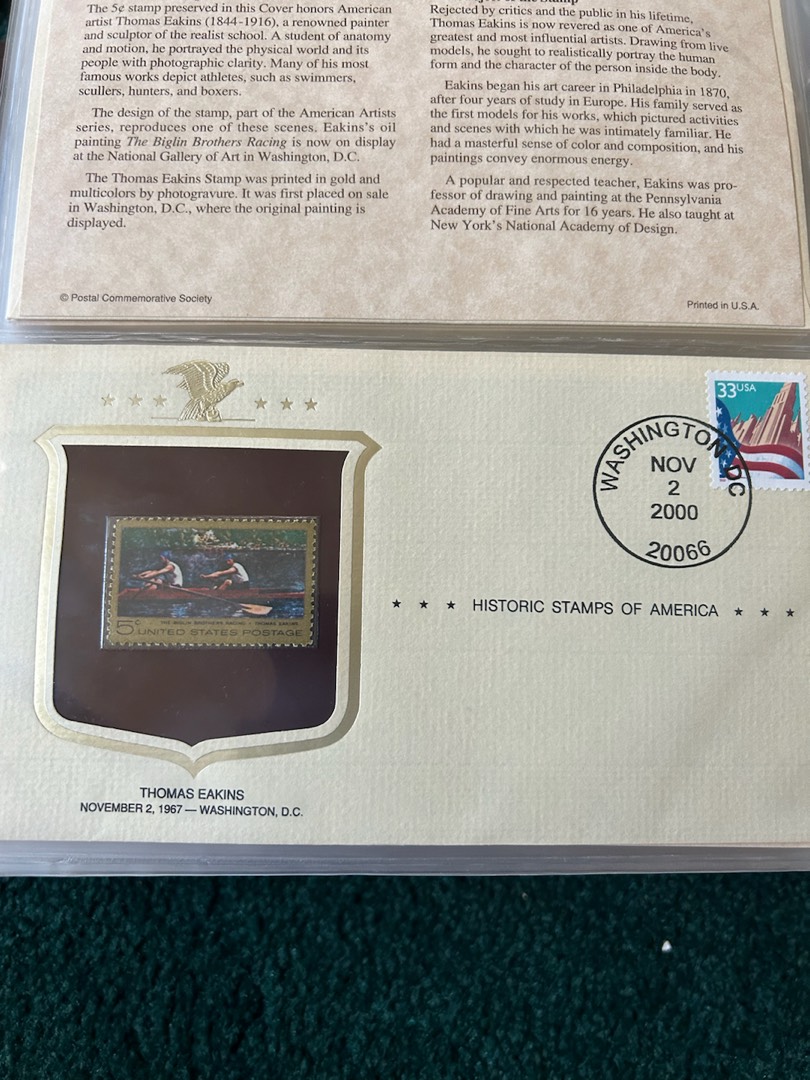 The 5¢ stamp preserved in this Cover honors American
artist Thomas Eakins (1844-1916), a renowned painter
and sculptor of the realist school. A student of anatomy
and motion, he portrayed the physical world and its
people with photographic clarity. Many of his most
famous works depict athletes, such as swimmers,
scullers, hunters, and boxers.
The design of the stamp, part of the American Artists
series, reproduces one of these scenes. Eakins's oil
painting The Biglin Brothers Racing is now on display
at the National Gallery of Art in Washington, D.C.
The Thomas Eakins Stamp was printed in gold and
multicolors by photogravure. It was first placed on sale
in Washington, D.C., where the original painting is
displayed.
Rejected by critics and the public in his lifetime,
Thomas Eakins is now revered as one of America's
greatest and most influential artists. Drawing from live
models, he sought to realistically portray the human
form and the character of the person inside the body.
Eakins began his art career in Philadelphia in 1870,
after four years of study in Europe. His family served as
the first models for his works, which pictured activities
and scenes with which he was intimately familiar. He
had a masterful sense of color and composition, and his
paintings convey enormous energy.
A popular and respected teacher, Eakins was pro-
fessor of drawing and painting at the Pennsylvania
Academy of Fine Arts for 16 years. He also taught at
New York's National Academy of Design.
© Postal Commemorative Society
Printed in U.S.A.
33USA
WASHINGTON DC
NOV
2
2000
20066
★ ★ ★ HISTORIC STAMPS OF AMERICA ★ ★ ★
THE BIGLIN BROTHERS RACING • THOMAS EAKINS
5c UNITED STATES POSTAGE
THOMAS EAKINS
NOVEMBER 2, 1967 — WASHINGTON, D.C.